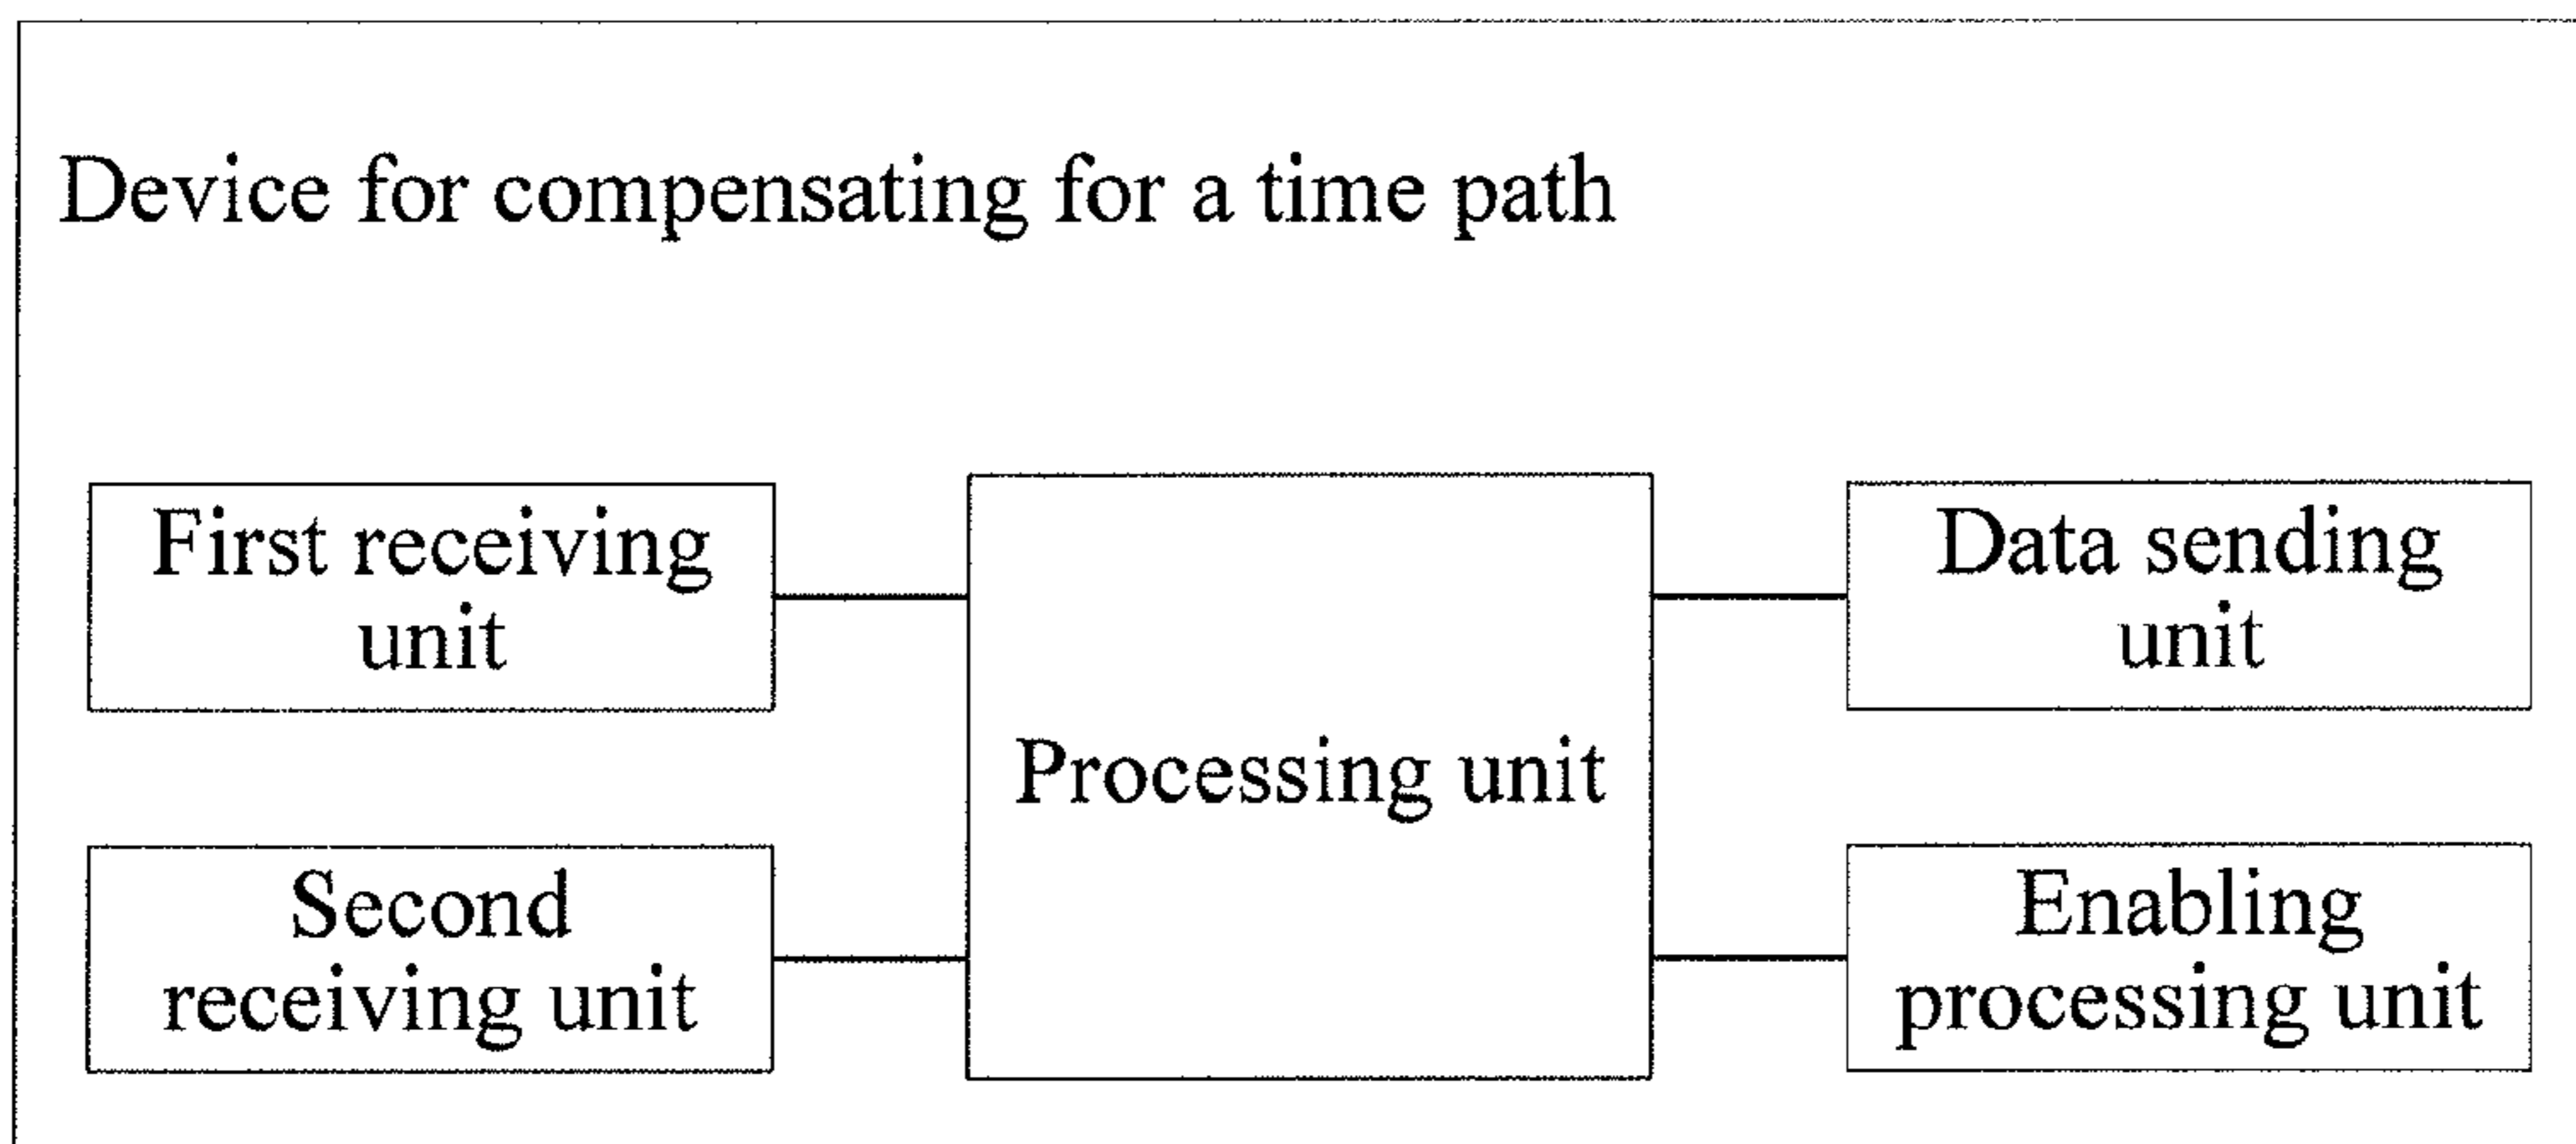 Device for compensating for a time path
First receiving
unit
Second
receiving unit
Processing unit
Data sending
unit
Enabling
processing unit